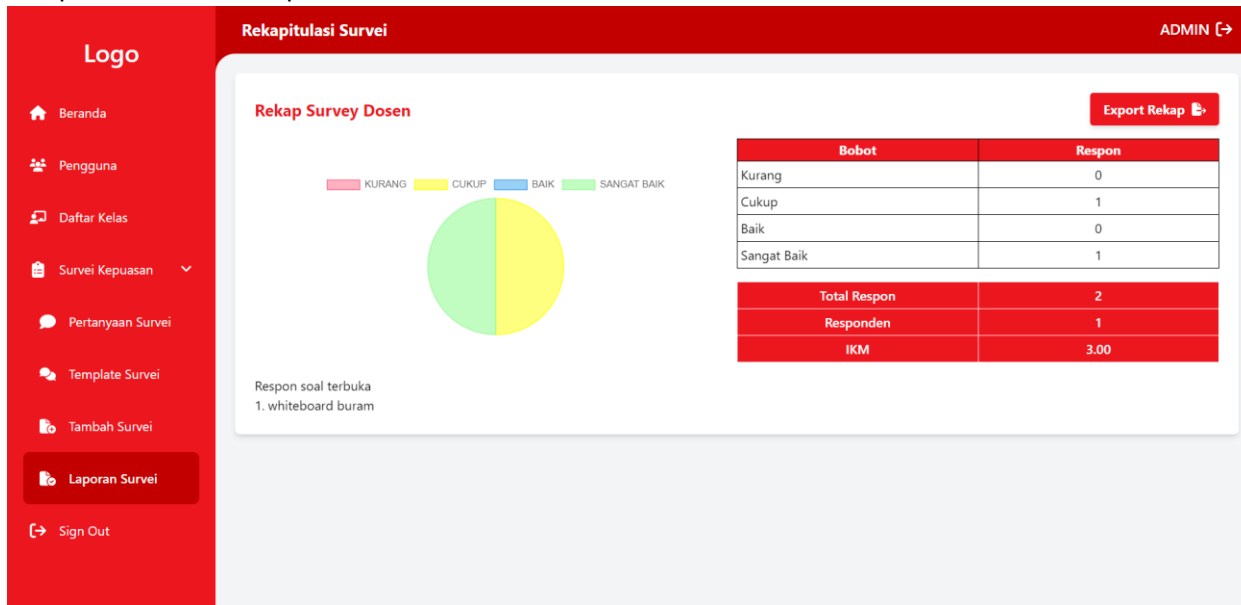 Logo
Beranda
Pengguna
Daftar Kelas
Survei Kepuasan
Pertanyaan Survei
Template Survei
Tambah Survei
Laporan Survei
Sign Out
Rekapitulasi Survei
ADMIN
Rekap Survey Dosen
Export Rekap
KURANG CUKUP BAIK SANGAT BAIK
Bobot Respon
Kurang 0
Cukup 1
Baik 0
Sangat Baik 1
Total Respon 2
Responden 1
IKM 3.00
Respon soal terbuka
1. whiteboard buram